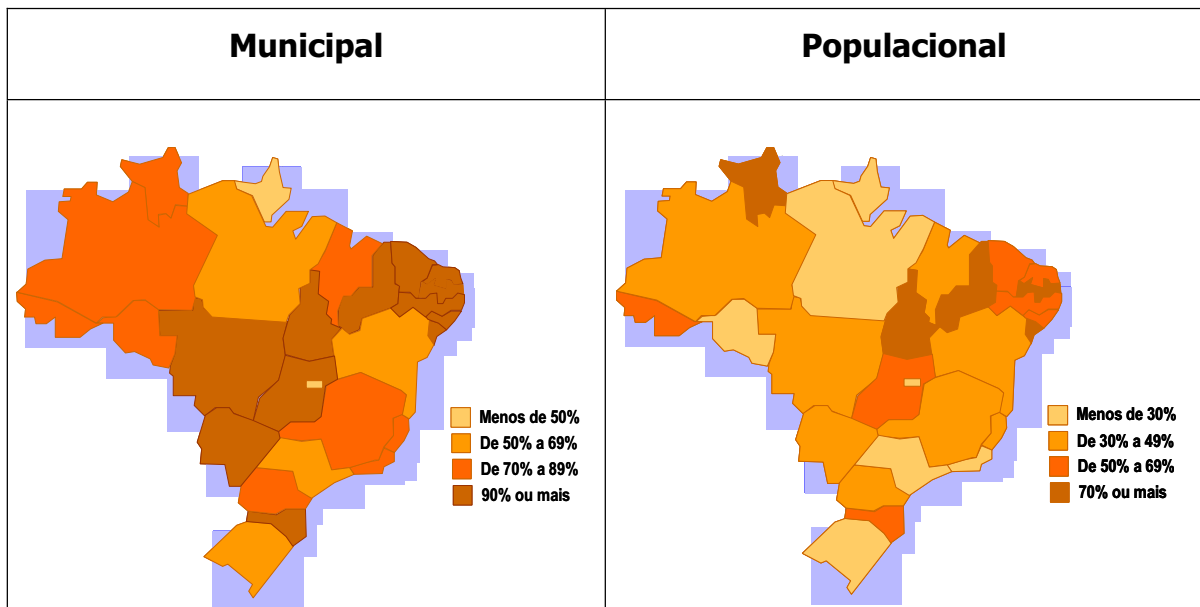 Municipal
Populacional
Menos de 50%
De 50% a 69%
De 70% a 89%
90% ou mais
Menos de 30%
De 30% a 49%
De 50% a 69%
70% ou mais